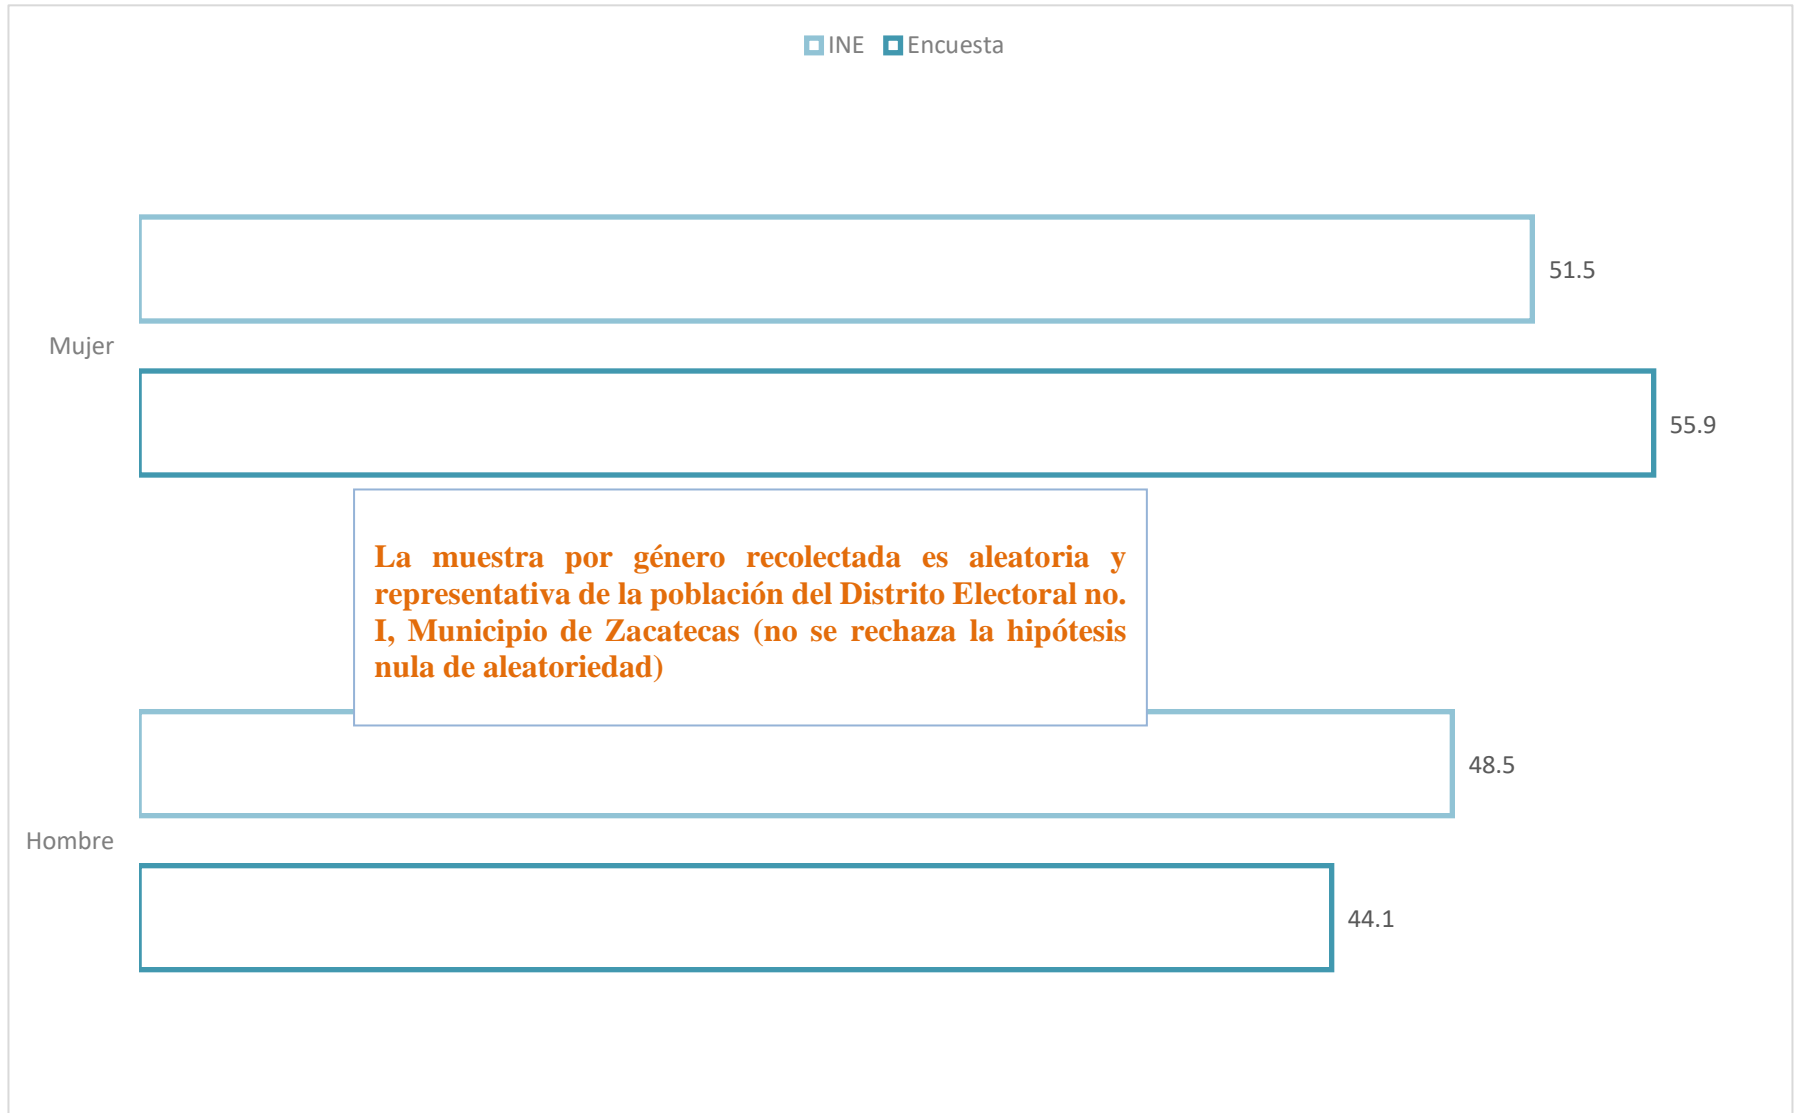 INE Encuesta
51.5
Mujer
55.9
La muestra por género recolectada es aleatoria y
representativa de la población del Distrito Electoral no.
I, Municipio de Zacatecas (no se rechaza la hipótesis
nula de aleatoriedad)
48.5
Hombre
44.1